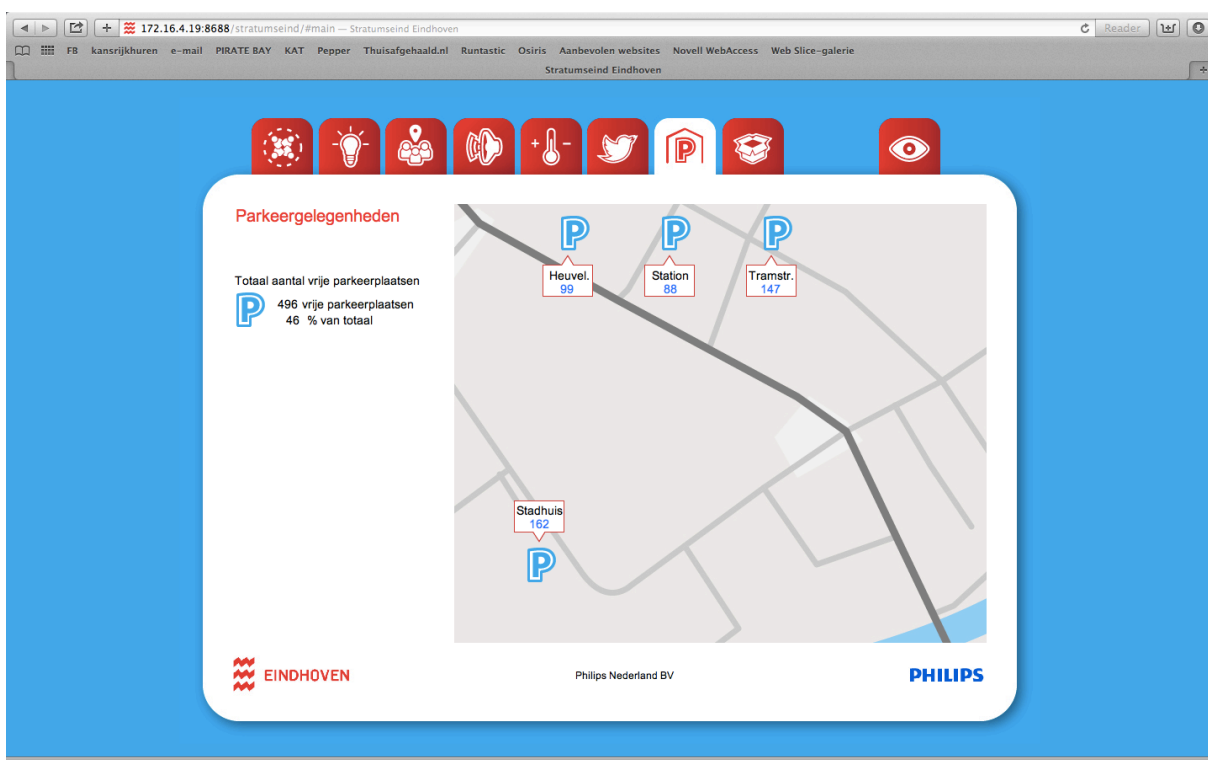 172.16.4.19:8688/stratumseind/#main — Stratumseind Eindhoven
Reader
FB kansrijkhuren e-mail PIRATE BAY KAT Pepper Thuisafgehaald.nl Runtastic Osiris Aanbevolen websites Novell WebAccess Web Slice-galerie
Stratumseind Eindhoven
+ -
P
Parkeergelegenheden
Totaal aantal vrije parkeerplaatsen
P 496 vrije parkeerplaatsen
46 % van totaal
P P P
Heuvel. Station Tramstr.
99 88 147
Stadhuis
162
P
EINDHOVEN Philips Nederland BV PHILIPS